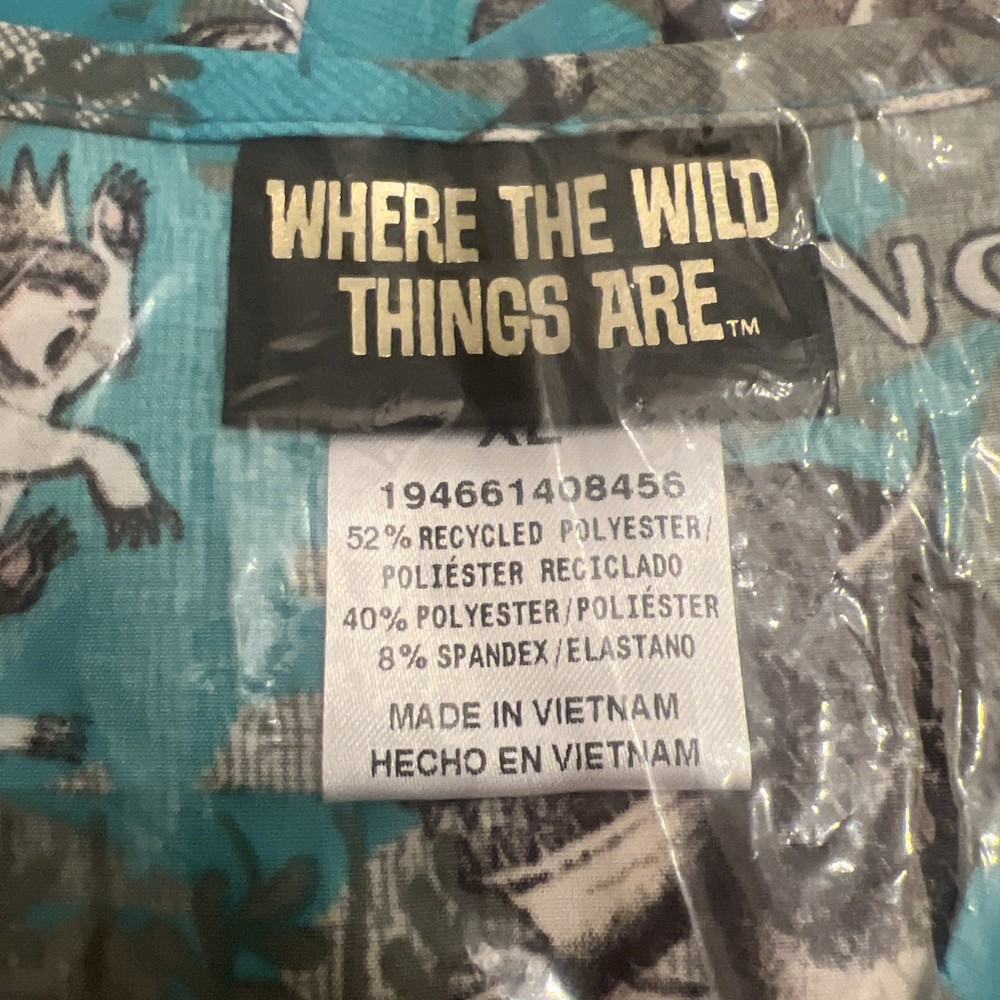 WHERE THE WILD
THINGS ARE™
XL
194661408456
52% RECYCLED POLYESTER/
POLIÉSTER RECICLADO
40% POLYESTER/POLIÉSTER
8% SPANDEX/ELASTANO
MADE IN VIETNAM
HECHO EN VIETNAM